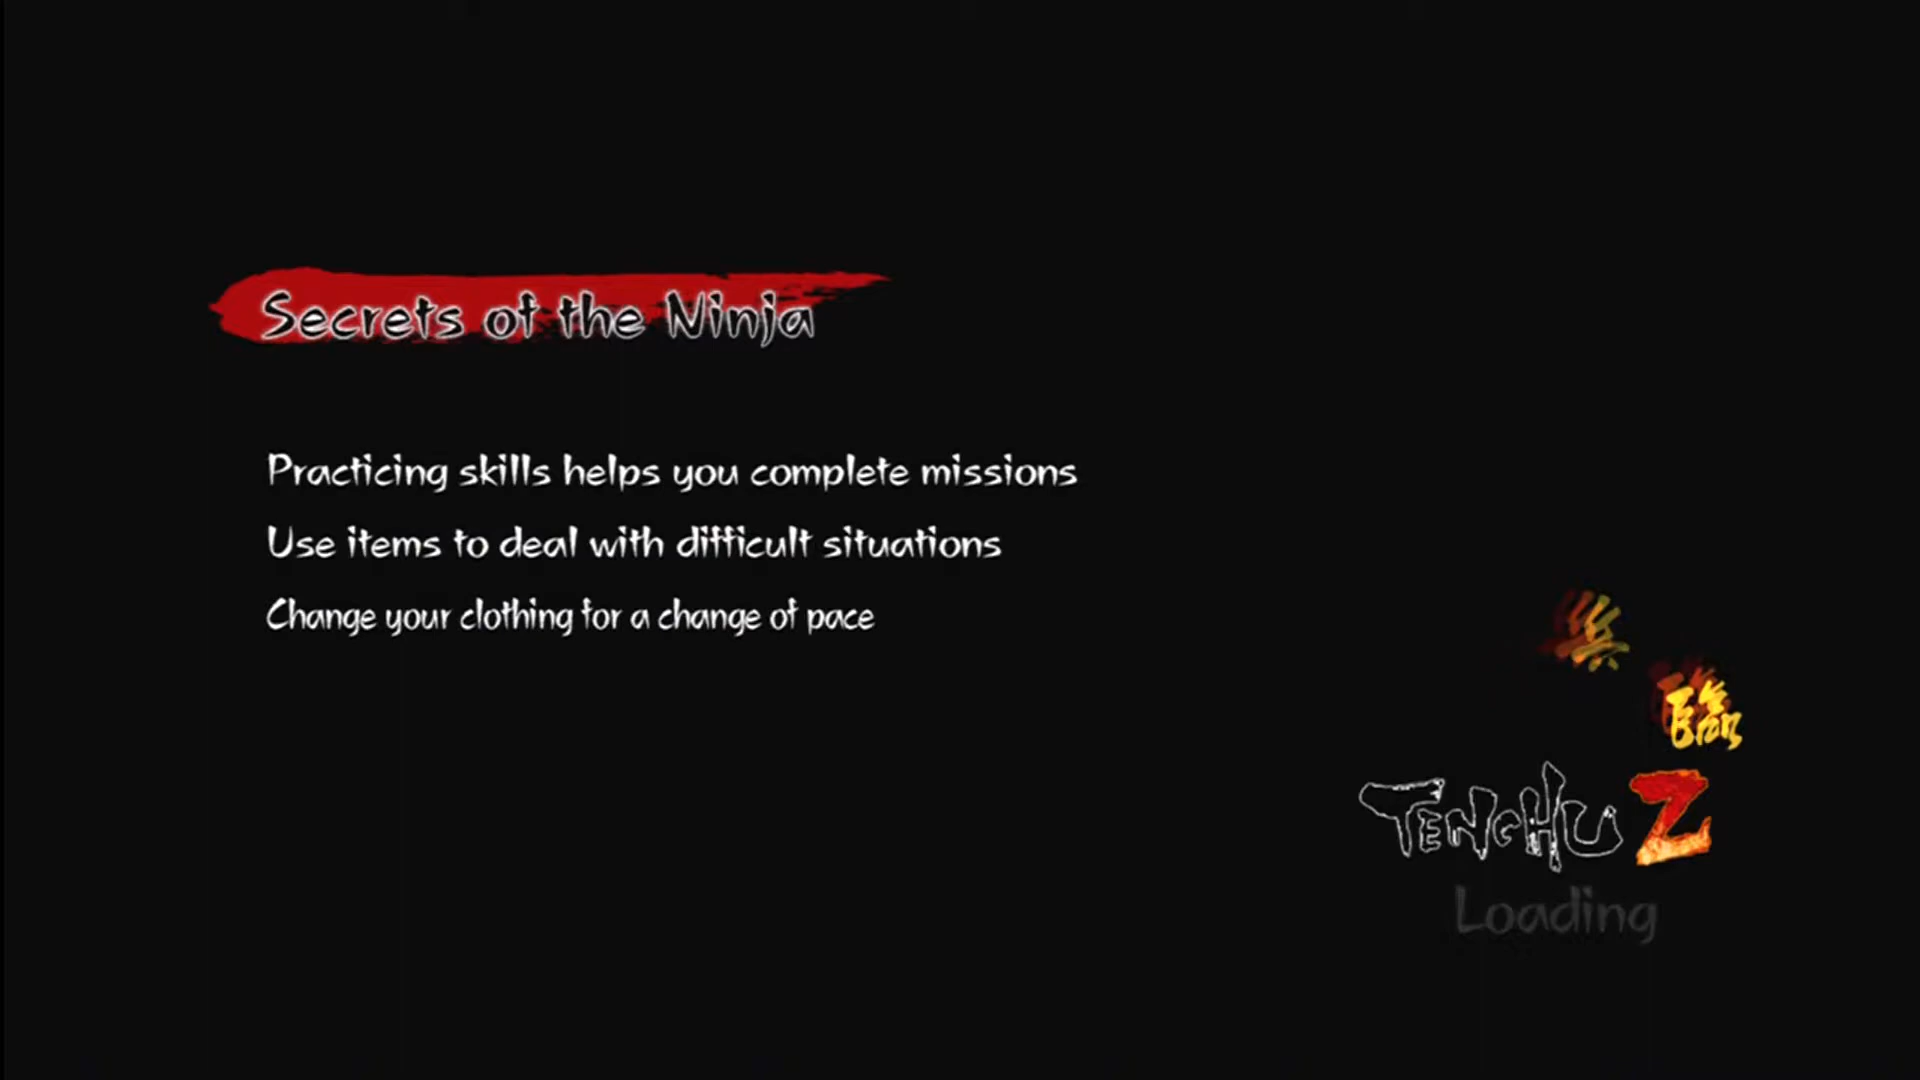 Secrets of the Ninja
Practicing skills helps you complete missions
Use items to deal with difficult situations
Change your clothing for a change of pace
兵
臨
TENCHU Z
Loading